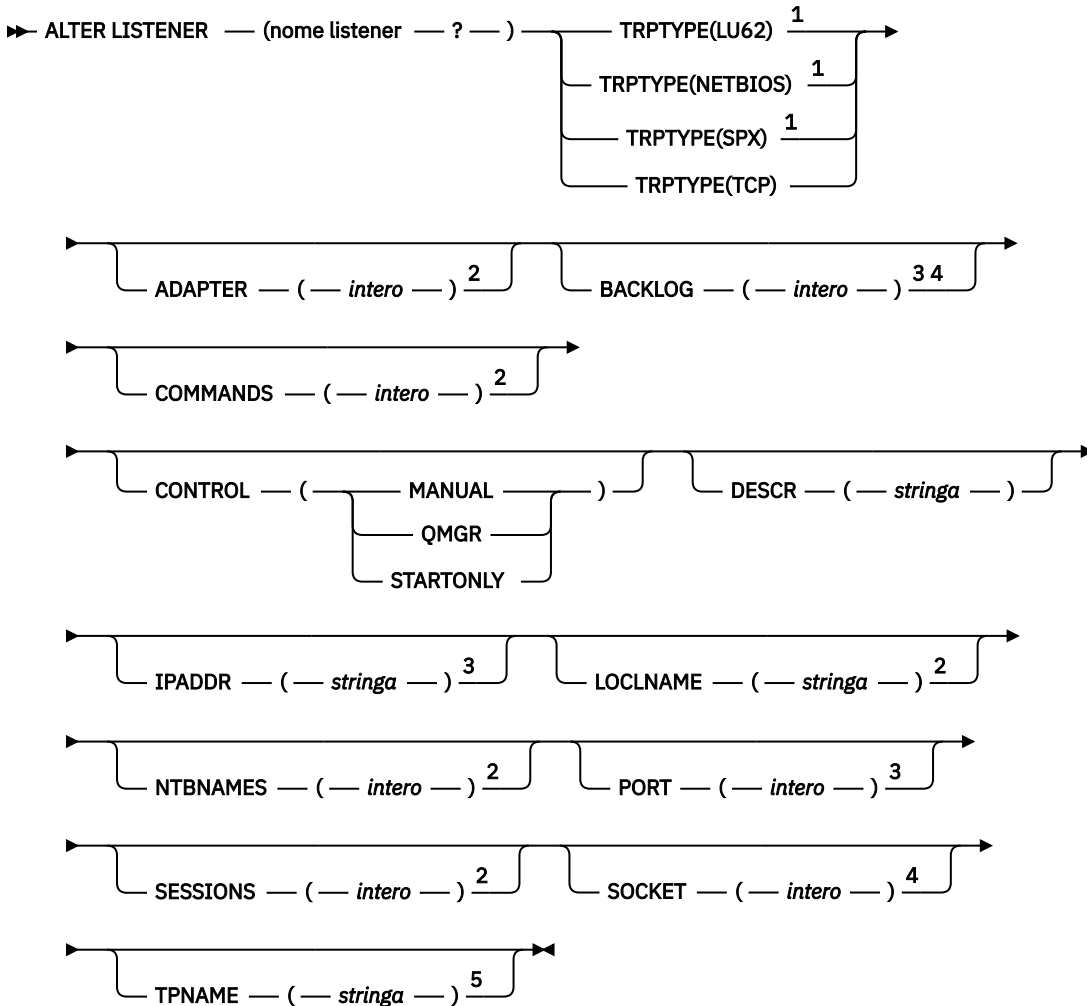 ALTER LISTENER (nome listener ? ) TRPTYPE(LU62) 1
TRPTYPE(NETBIOS) 1
TRPTYPE(SPX) 1
TRPTYPE(TCP)
ADAPTER ( intero ) 2 BACKLOG ( intero ) 3 4
COMMANDS ( intero ) 2
CONTROL ( MANUAL ) DESCR ( stringa )
QMGR
STARTONLY
IPADDR ( stringa ) 3 LOCLNAME ( stringa ) 2
NTBNAMES ( intero ) 2 PORT ( intero ) 3
SESSIONS ( intero ) 2 SOCKET ( intero ) 4
TPNAME ( stringa ) 5